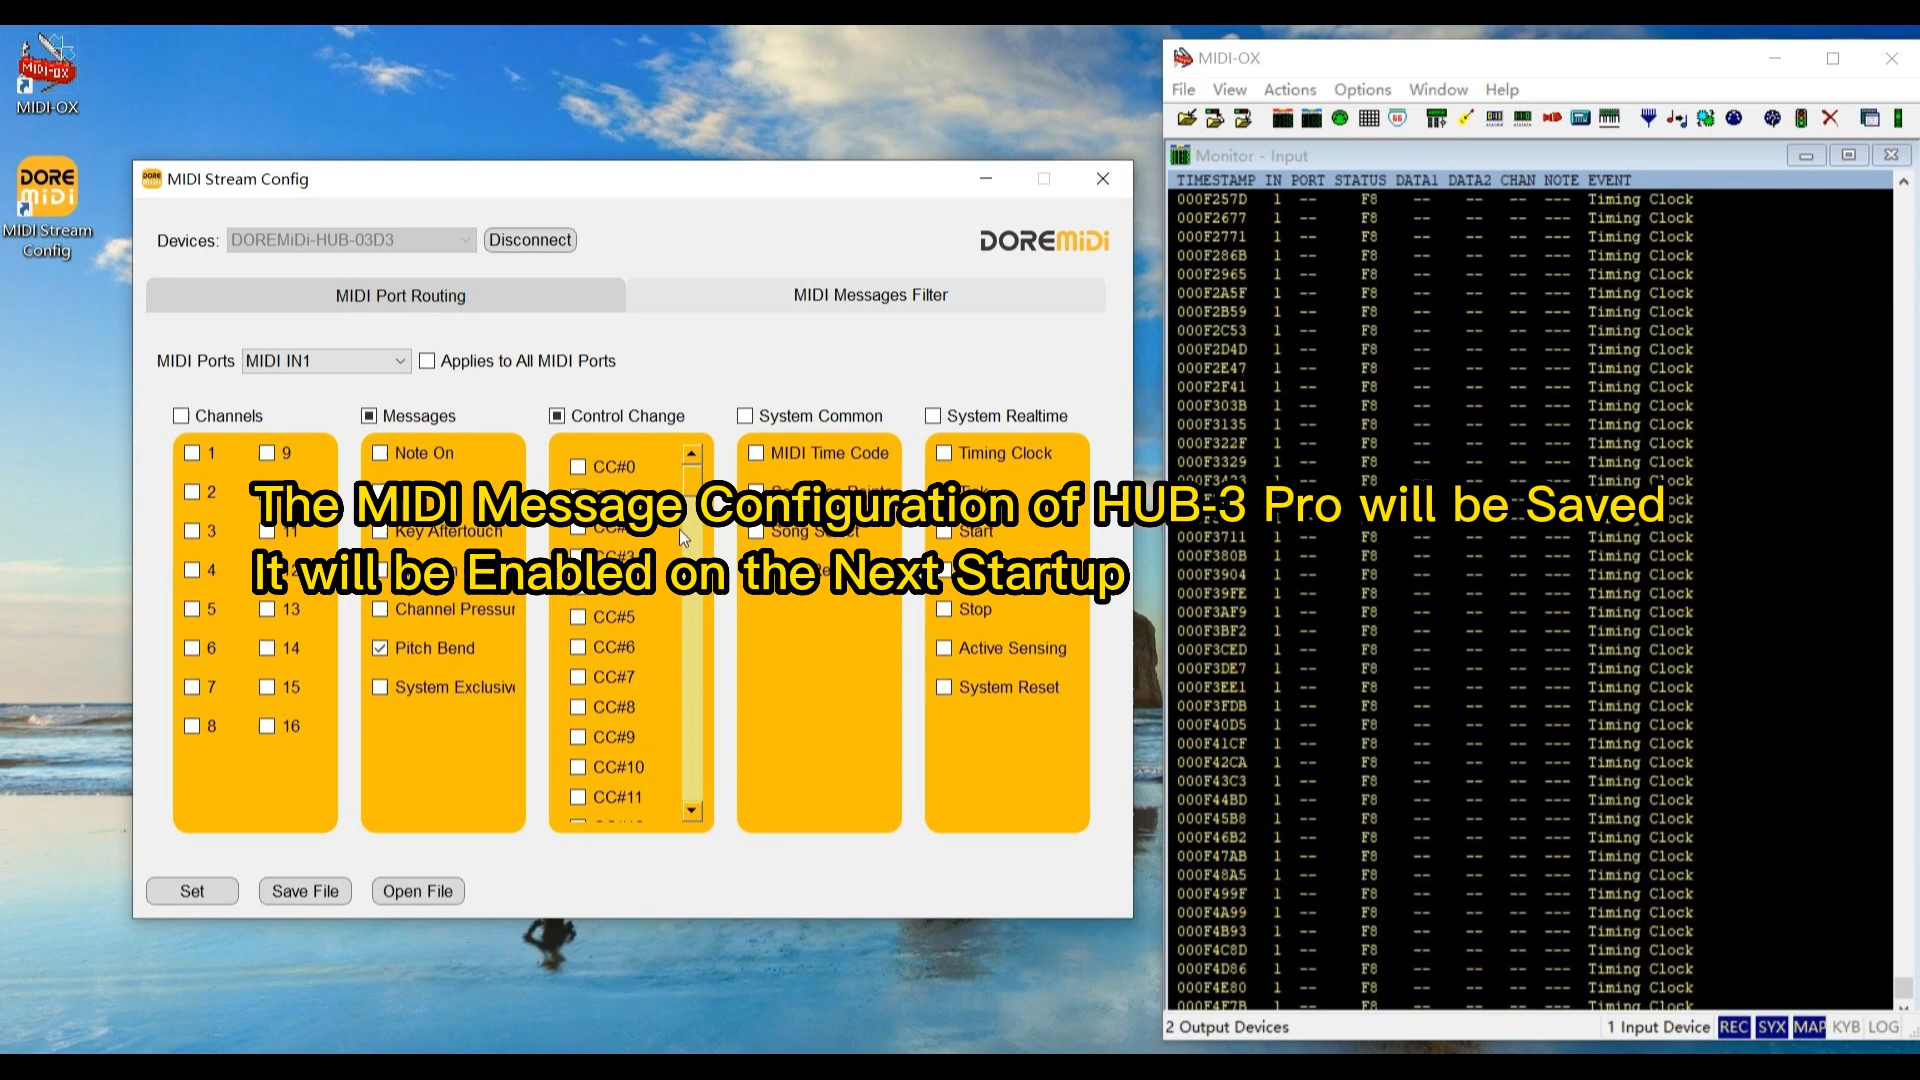 MIDI-OX
MIDI-OX
DORE
MiDi
MIDI Stream
Config
MIDI Stream Config
Devices: DOREMiDi-HUB-03D3 Disconnect
DOREMiDi
MIDI Port Routing MIDI Messages Filter
MIDI Ports MIDI IN1 Applies to All MIDI Ports
Channels Messages Control Change System Common System Realtime
1 9 Note On CC#0 MIDI Time Code Timing Clock
2
3 11 Key Aftertouch Song Select Start
4 CC#3
5 13 Channel Pressur CC#5 Stop
6 14 Pitch Bend CC#6 Active Sensing
7 15 System Exclusive CC#7 System Reset
8 16 CC#8
CC#9
CC#10
CC#11
Set Save File Open File
The MIDI Message Configuration of HUB-3 Pro will be Saved
It will be Enabled on the Next Startup
MIDI-OX
File View Actions Options Window Help
Monitor - Input
TIMESTAMP IN PORT STATUS DATA1 DATA2 CHAN NOTE EVENT
000F257D 1 -- F8 -- -- -- --- Timing Clock
000F2677 1 -- F8 -- -- -- --- Timing Clock
000F2771 1 -- F8 -- -- -- --- Timing Clock
000F286B 1 -- F8 -- -- -- --- Timing Clock
000F2965 1 -- F8 -- -- -- --- Timing Clock
000F2A5F 1 -- F8 -- -- -- --- Timing Clock
000F2B59 1 -- F8 -- -- -- --- Timing Clock
000F2C53 1 -- F8 -- -- -- --- Timing Clock
000F2D4D 1 -- F8 -- -- -- --- Timing Clock
000F2E47 1 -- F8 -- -- -- --- Timing Clock
000F2F41 1 -- F8 -- -- -- --- Timing Clock
000F303B 1 -- F8 -- -- -- --- Timing Clock
000F3135 1 -- F8 -- -- -- --- Timing Clock
000F322F 1 -- F8 -- -- -- --- Timing Clock
000F3329 1 -- F8 -- -- -- --- Timing Clock
000F3711 1 -- F8 -- -- -- --- Timing Clock
000F380B 1 -- F8 -- -- -- --- Timing Clock
000F3904 1 -- F8 -- -- -- --- Timing Clock
000F39FE 1 -- F8 -- -- -- --- Timing Clock
000F3AF9 1 -- F8 -- -- -- --- Timing Clock
000F3BF2 1 -- F8 -- -- -- --- Timing Clock
000F3CED 1 -- F8 -- -- -- --- Timing Clock
000F3DE7 1 -- F8 -- -- -- --- Timing Clock
000F3EE1 1 -- F8 -- -- -- --- Timing Clock
000F3FDB 1 -- F8 -- -- -- --- Timing Clock
000F40D5 1 -- F8 -- -- -- --- Timing Clock
000F41CF 1 -- F8 -- -- -- --- Timing Clock
000F42CA 1 -- F8 -- -- -- --- Timing Clock
000F43C3 1 -- F8 -- -- -- --- Timing Clock
000F44BD 1 -- F8 -- -- -- --- Timing Clock
000F45B8 1 -- F8 -- -- -- --- Timing Clock
000F46B2 1 -- F8 -- -- -- --- Timing Clock
000F47AB 1 -- F8 -- -- -- --- Timing Clock
000F48A5 1 -- F8 -- -- -- --- Timing Clock
000F499F 1 -- F8 -- -- -- --- Timing Clock
000F4A99 1 -- F8 -- -- -- --- Timing Clock
000F4B93 1 -- F8 -- -- -- --- Timing Clock
000F4C8D 1 -- F8 -- -- -- --- Timing Clock
000F4D86 1 -- F8 -- -- -- --- Timing Clock
000F4E80 1 -- F8 -- -- -- --- Timing Clock
000F4F7B 1 -- F8 -- -- -- --- Timing Clock
2 Output Devices 1 Input Device REC SYX MAP KYB LOG